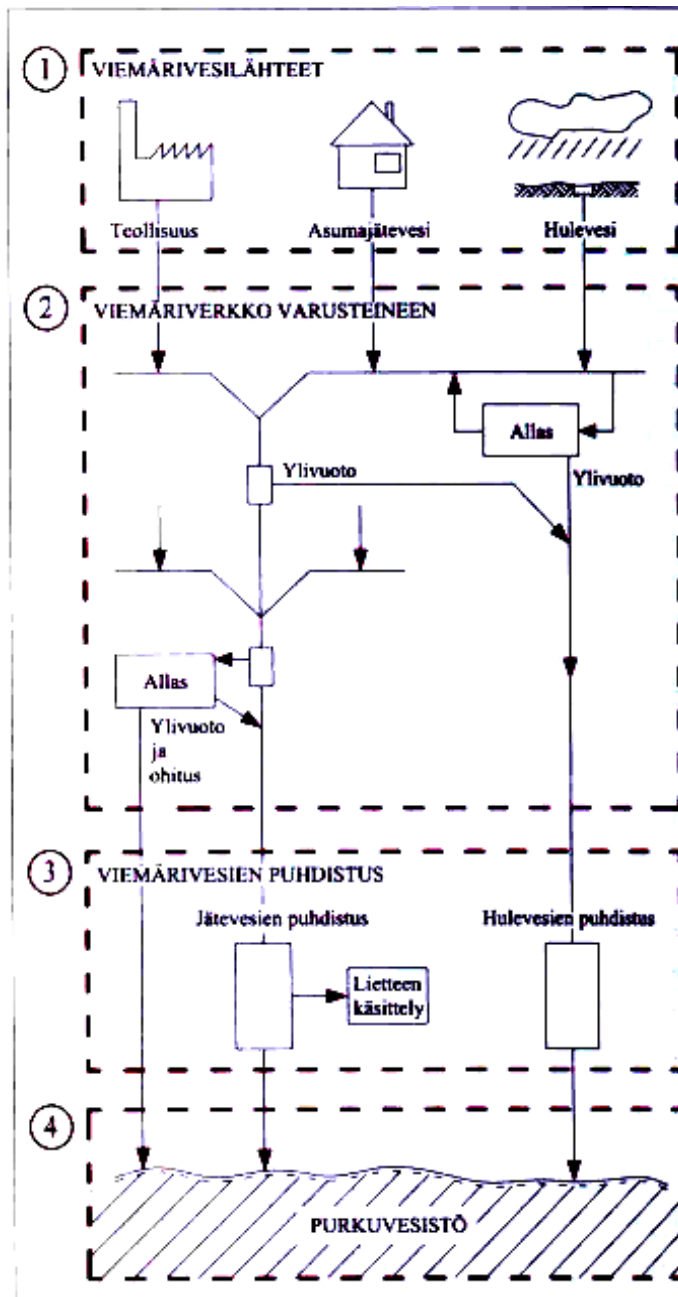 1 VIEMÄRIVESILÄHTEET
Teollisuus Asumajätevesi Hulevesi
2 VIEMÄRIVERKKO VARUSTEINEEN
Allas
Ylivuoto
Ylivuoto
Allas
Ylivuoto
ja
ohitus
3 VIEMÄRIVESIEN PUHDISTUS
Jätevesien puhdistus
Hulevesien puhdistus
Lietteen
käsittely
4
PURKUVESISTÖ